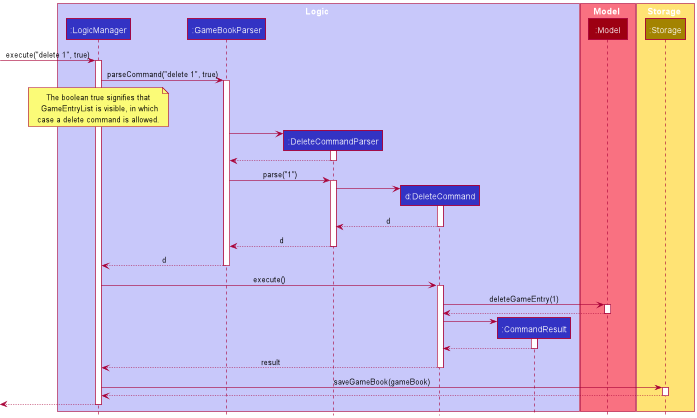 Logic
Model
Storage
:LogicManager
:GameBookParser
:Model
:Storage
execute("delete 1", true)
parseCommand("delete 1", true)
The boolean true signifies that
GameEntryList is visible, in which
case a delete command is allowed.
:DeleteCommandParser
parse("1")
d:DeleteCommand
d
d
d
execute()
deleteGameEntry(1)
:CommandResult
result
saveGameBook(gameBook)